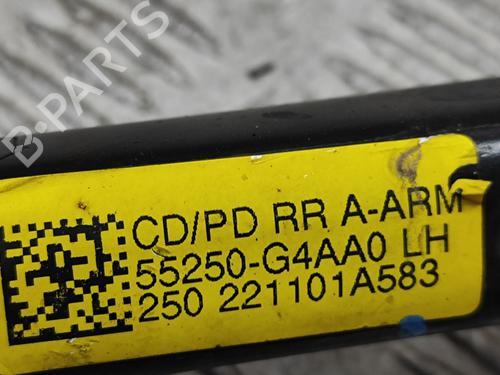 B-PARTS
CD/PD RR A-ARM
55250-G4AA0 LH
250 221101A583